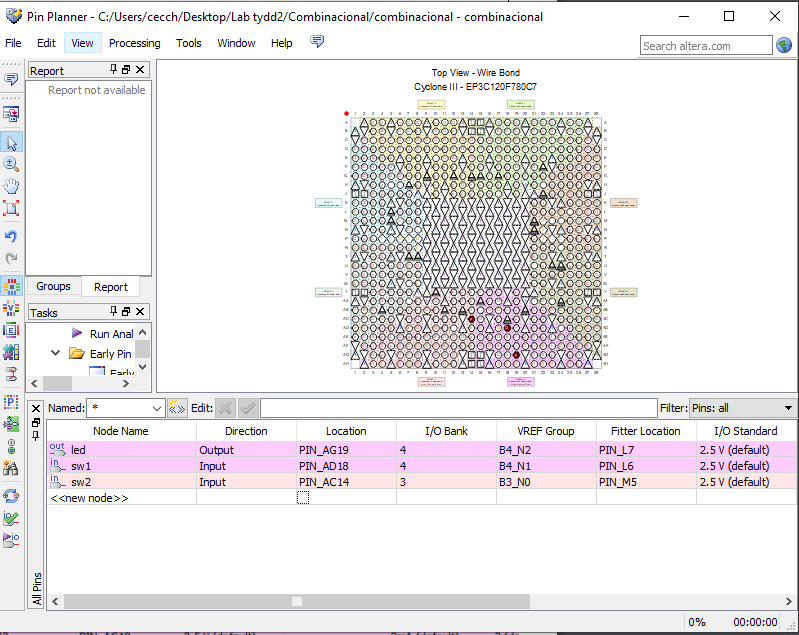 Pin Planner - C:/Users/cecch/Desktop/Lab tydd2/Combinacional/combinacional - combinacional
File Edit View Processing Tools Window Help
Search altera.com
Report
Report not available
Groups Report
Tasks
Run Anal
Early Pin
Early
Top View - Wire Bond
Cyclone III - EP3C120F780C7
Named: * Edit: Filter: Pins: all
Node Name Direction Location I/O Bank VREF Group Fitter Location I/O Standard
out led Output PIN_AG19 4 B4_N2 PIN_L7 2.5 V (default)
in sw1 Input PIN_AD18 4 B4_N1 PIN_L6 2.5 V (default)
in sw2 Input PIN_AC14 3 B3_N0 PIN_M5 2.5 V (default)
<<new node>>
All Pins
0% 00:00:00